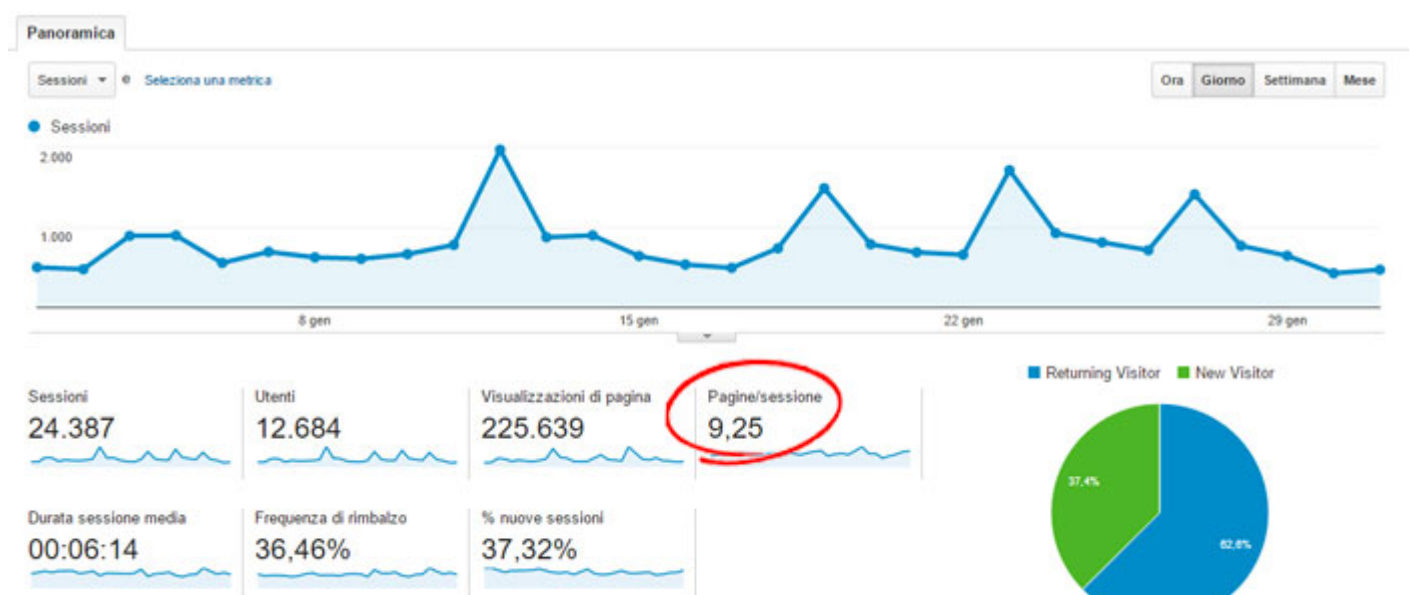 Panoramica
Sessioni e Seleziona una metrica
Ora Giorno Settimana Mese
Sessioni
2.000
1.000
8 gen 15 gen 22 gen 29 gen
Returning Visitor New Visitor
Sessioni Utenti Visualizzazioni di pagina Pagine/sessione
24.387 12.684 225.639 9,25
37,4%
Durata sessione media Frequenza di rimbalzo % nuove sessioni
00:06:14 36,46% 37,32%
62,6%